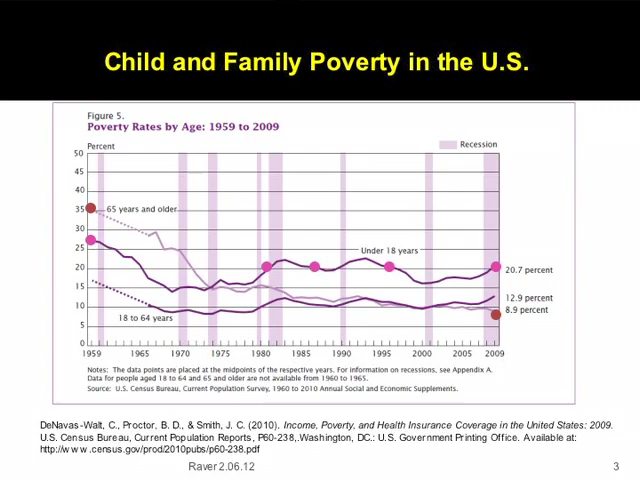 Child and Family Poverty in the U.S.
Figure 5.
Poverty Rates by Age: 1959 to 2009
Percent
Recession
50
45
40
35
30
25
20
15
10
5
0
65 years and older
Under 18 years
18 to 64 years
20.7 percent
12.9 percent
8.9 percent
1959 1965 1970 1975 1980 1985 1990 1995 2000 2005 2009
Notes: The data points are placed at the midpoints of the respective years. For information on recessions, see Appendix A.
Data for people aged 18 to 64 and 65 and older are not available from 1960 to 1965.
Source: U.S. Census Bureau, Current Population Survey, 1960 to 2010 Annual Social and Economic Supplements.
DeNavas-Walt, C., Proctor, B. D., & Smith, J. C. (2010). Income, Poverty, and Health Insurance Coverage in the United States: 2009.
U.S. Census Bureau, Current Population Reports, P60-238,.Washington, DC.: U.S. Government Printing Office. Available at:
http://www.census.gov/prod/2010pubs/p60-238.pdf
Raver 2.06.12
3